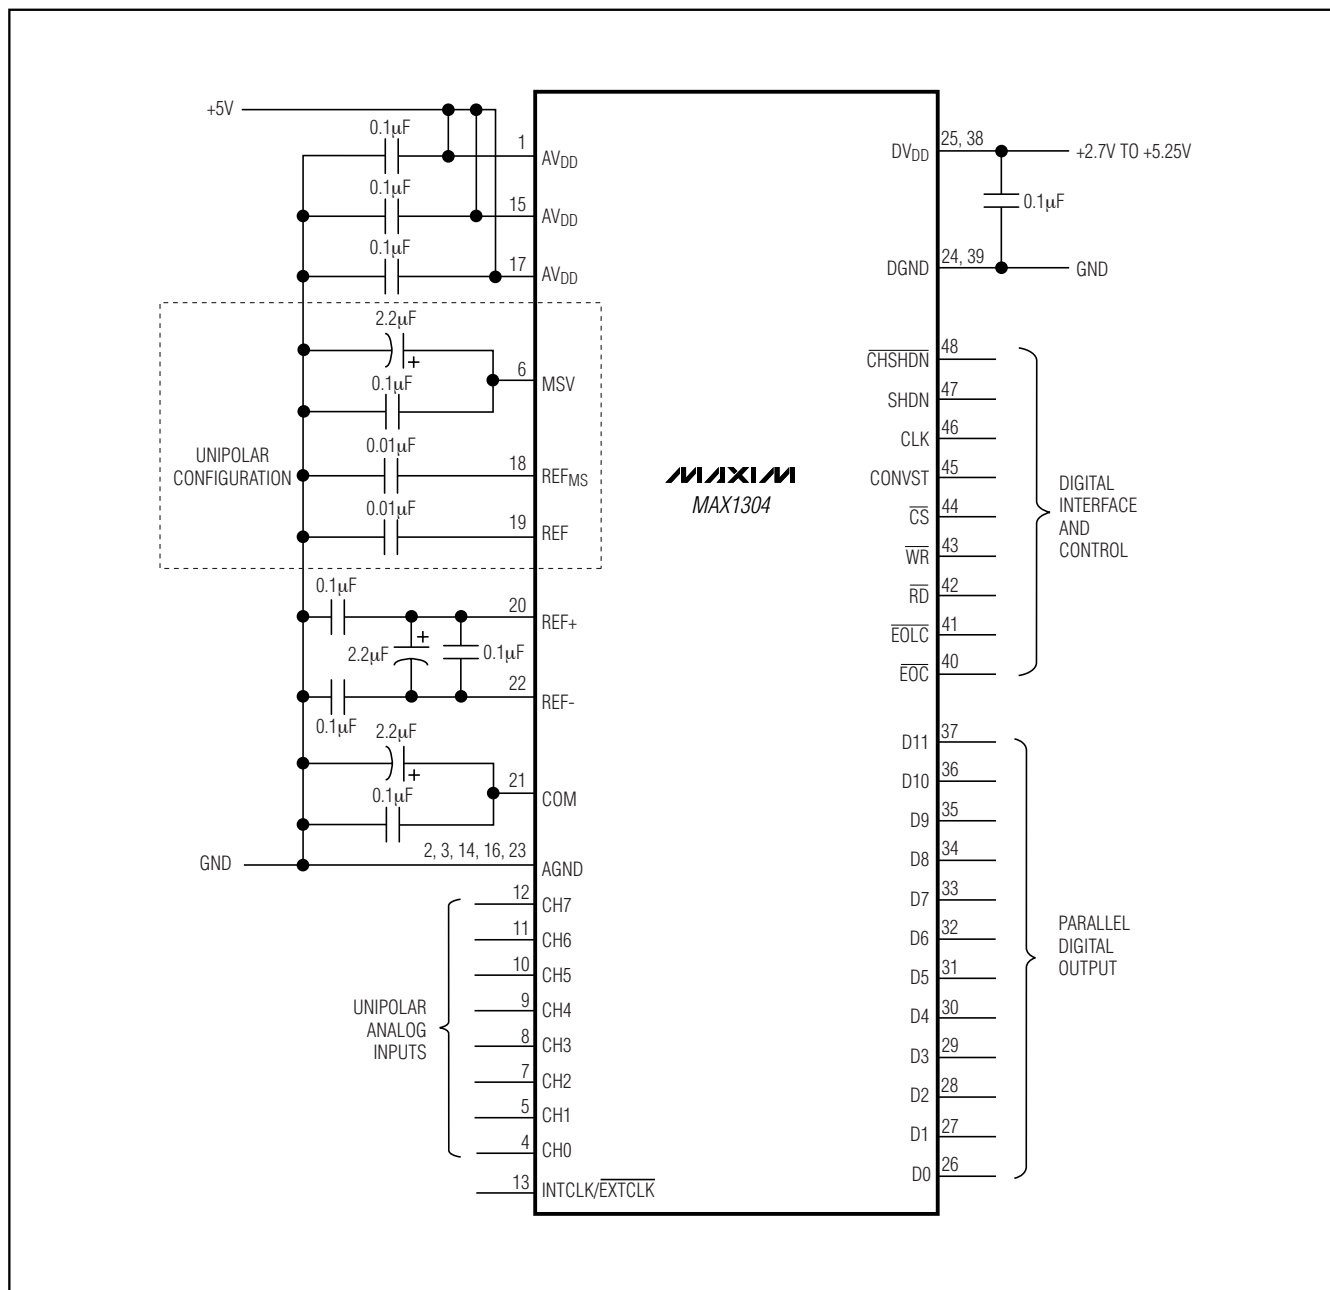 +5V
0.1µF
1
AVDD
0.1µF
15
AVDD
0.1µF
17
AVDD
2.2µF
+
6
MSV
0.1µF
UNIPOLAR
CONFIGURATION
0.01µF
18
REFMS
0.01µF
19
REF
0.1µF
20
REF+
+
2.2µF
0.1µF
22
REF-
0.1µF
2.2µF
+
21
COM
0.1µF
GND
2, 3, 14, 16, 23
AGND
12
CH7
11
CH6
10
CH5
9
CH4
8
CH3
7
CH2
5
CH1
4
CH0
UNIPOLAR
ANALOG
INPUTS
13
INTCLK/EXTCLK
MAXIM
MAX1304
DVDD
25, 38
+2.7V TO +5.25V
0.1µF
DGND
24, 39
GND
CHSHDN
48
SHDN
47
CLK
46
CONVST
45
CS
44
WR
43
RD
42
EOLC
41
EOC
40
DIGITAL
INTERFACE
AND
CONTROL
D11
37
D10
36
D9
35
D8
34
D7
33
D6
32
D5
31
D4
30
D3
29
D2
28
D1
27
D0
26
PARALLEL
DIGITAL
OUTPUT